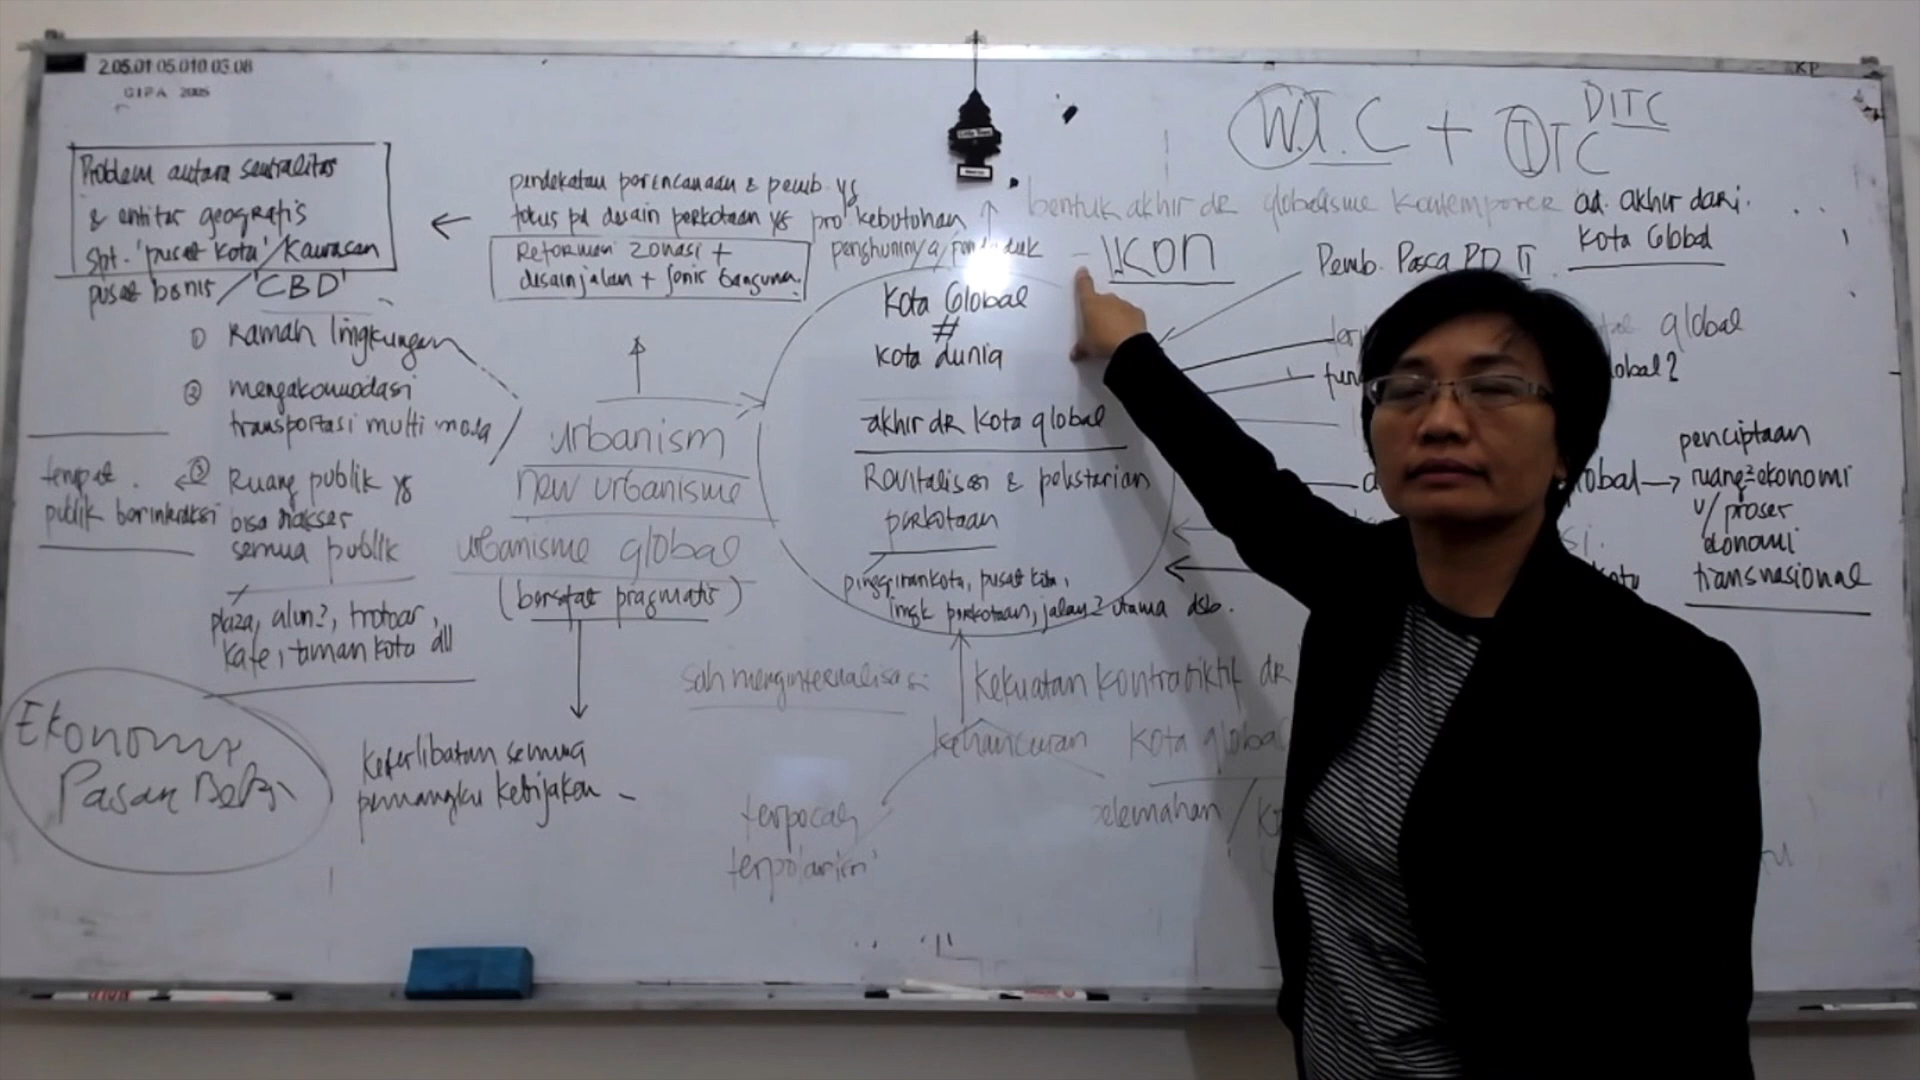 2.05.01.05.010.03.08
GIPA 2005
KP
W.T.C + ITC
DITC
Problem antara sentralitas
& entitas geografis
spt. 'pusat kota'/Kawasan
pusat bisnis/'CBD'
pendekatan perencanaan & pemb. yg
fokus pd desain perkotaan yg pro kebutuhan
penghuninya/penduduk
Reformasi zonasi +
desain jalan + jenis bangunan.
bentuk akhir dr globalisme kontemporer ad. akhir dari
Kota Global
- IKON
Pemb. Pasca PD II
Kota Global
#
Kota dunia
akhir dr kota global
Revitalisasi & pelestarian
perkotaan
pinggiran kota, pusat kota,
lingk perkotaan, jalan2 utama dsb.
① Ramah lingkungan
② mengakomodasi
transportasi multi moda
③ Ruang publik yg
bisa diakses
semua publik
tempat
publik berinteraksi
plaza, alun2, trotoar,
kafe, taman kota dll
urbanism
new urbanisme
urbanisme global
(bersifat pragmatis)
keterlibatan semua
pemangku kebijakan -
Ekonomi
Pasar
global
obal?
obal → penciptaan
ruang2 ekonomi
u/ proses
ekonomi
transnasional
sah menginternalisasi
kekuatan kontradiktif dr
kehancuran kota global
terpecah
terpolarisi
kelemahan /